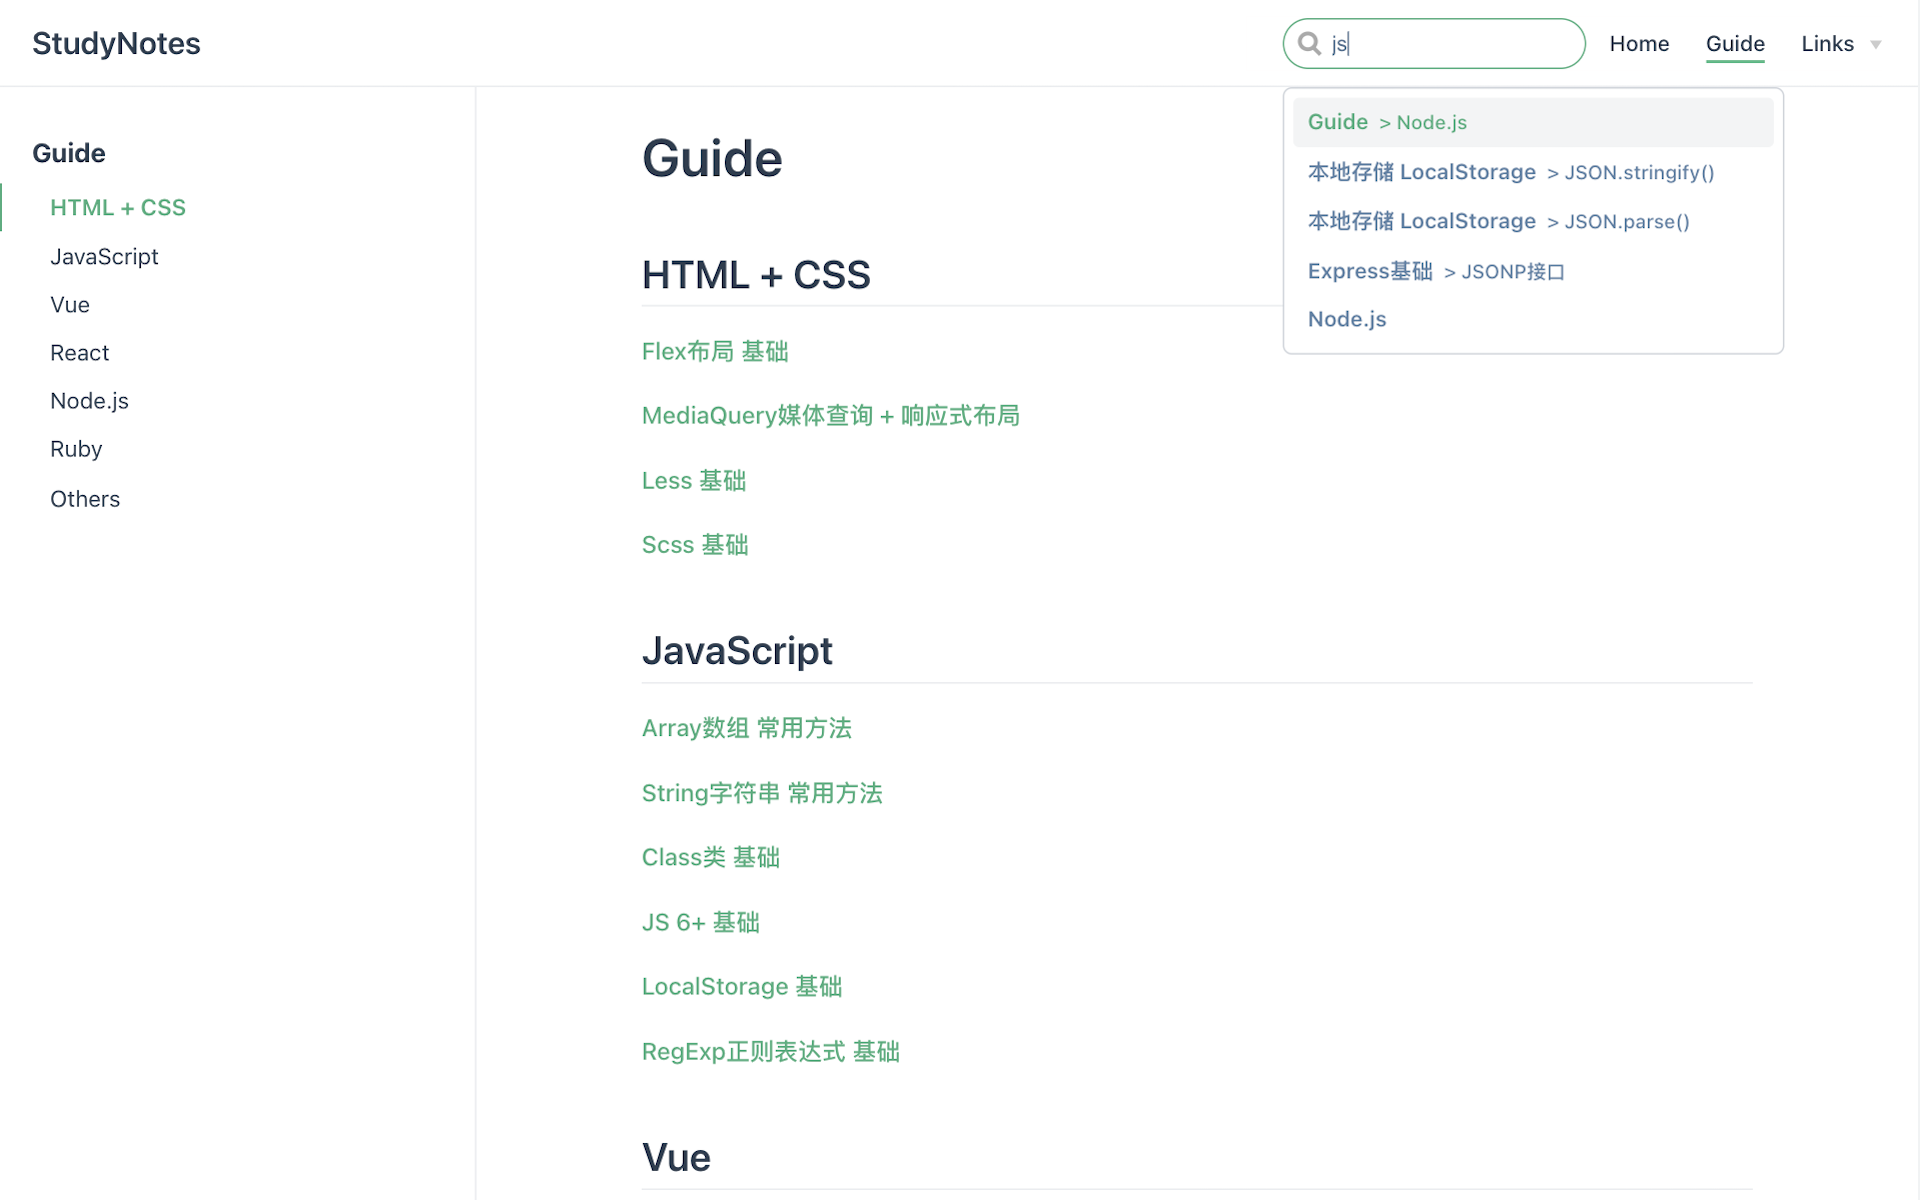 StudyNotes
js
Home
Guide
Links
Guide > Node.js
本地存储 LocalStorage > JSON.stringify()
本地存储 LocalStorage > JSON.parse()
Express基础 > JSONP接口
Node.js
Guide
HTML + CSS
JavaScript
Vue
React
Node.js
Ruby
Others
Guide
HTML + CSS
Flex布局 基础
MediaQuery媒体查询 + 响应式布局
Less 基础
Scss 基础
JavaScript
Array数组 常用方法
String字符串 常用方法
Class类 基础
JS 6+ 基础
LocalStorage 基础
RegExp正则表达式 基础
Vue